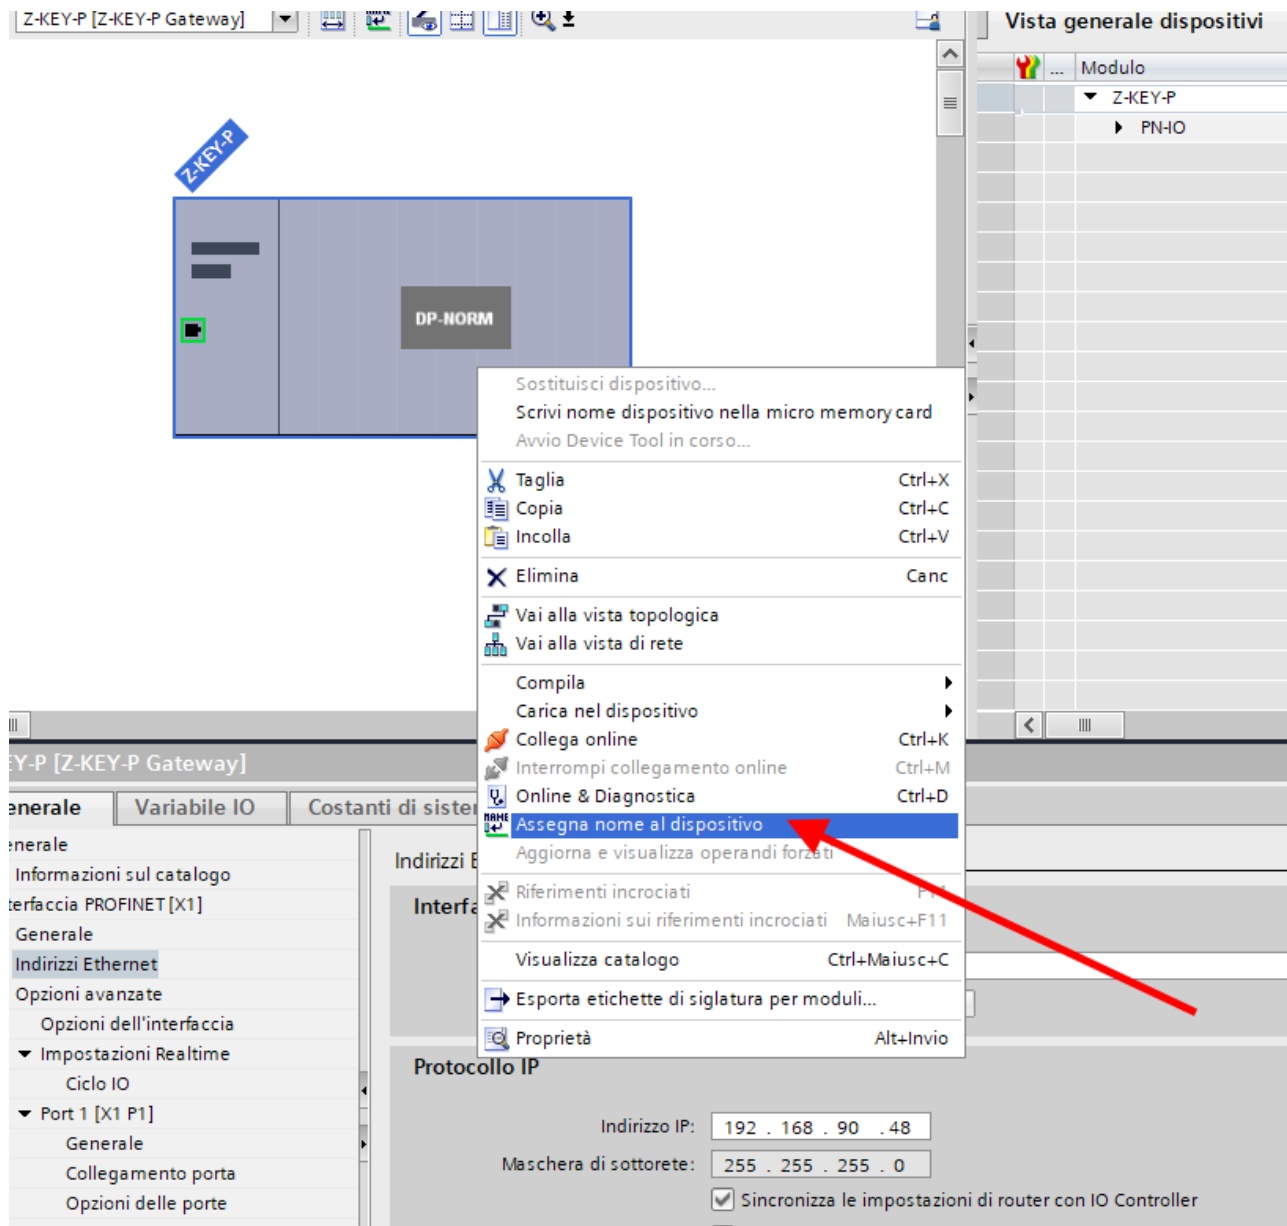 Z-KEY-P [Z-KEY-P Gateway]
Vista generale dispositivi
... Modulo
Z-KEY-P
PN-IO
Z-KEY-P
DP-NORM
Sostituisci dispositivo...
Scrivi nome dispositivo nella micro memory card
Avvio Device Tool in corso...
Taglia Ctrl+X
Copia Ctrl+C
Incolla Ctrl+V
Elimina Canc
Vai alla vista topologica
Vai alla vista di rete
Compila
Carica nel dispositivo
Collega online Ctrl+K
Interrompi collegamento online Ctrl+M
Online & Diagnostica Ctrl+D
NAME Assegna nome al dispositivo
Aggiorna e visualizza operandi forzati
Riferimenti incrociati F11
Informazioni sui riferimenti incrociati Maiusc+F11
Visualizza catalogo Ctrl+Maiusc+C
Esporta etichette di siglatura per moduli...
Proprietà Alt+Invio
EY-P [Z-KEY-P Gateway]
enerale Variabile IO Costanti di sister
enerale
Informazioni sul catalogo
terfaccia PROFINET [X1]
Generale
Indirizzi Ethernet
Opzioni avanzate
Opzioni dell'interfaccia
Impostazioni Realtime
Ciclo IO
Port 1 [X1 P1]
Generale
Collegamento porta
Opzioni delle porte
Indirizzi E
Interfa
Protocollo IP
Indirizzo IP: 192 . 168 . 90 . 48
Maschera di sottorete: 255 . 255 . 255 . 0
Sincronizza le impostazioni di router con IO Controller